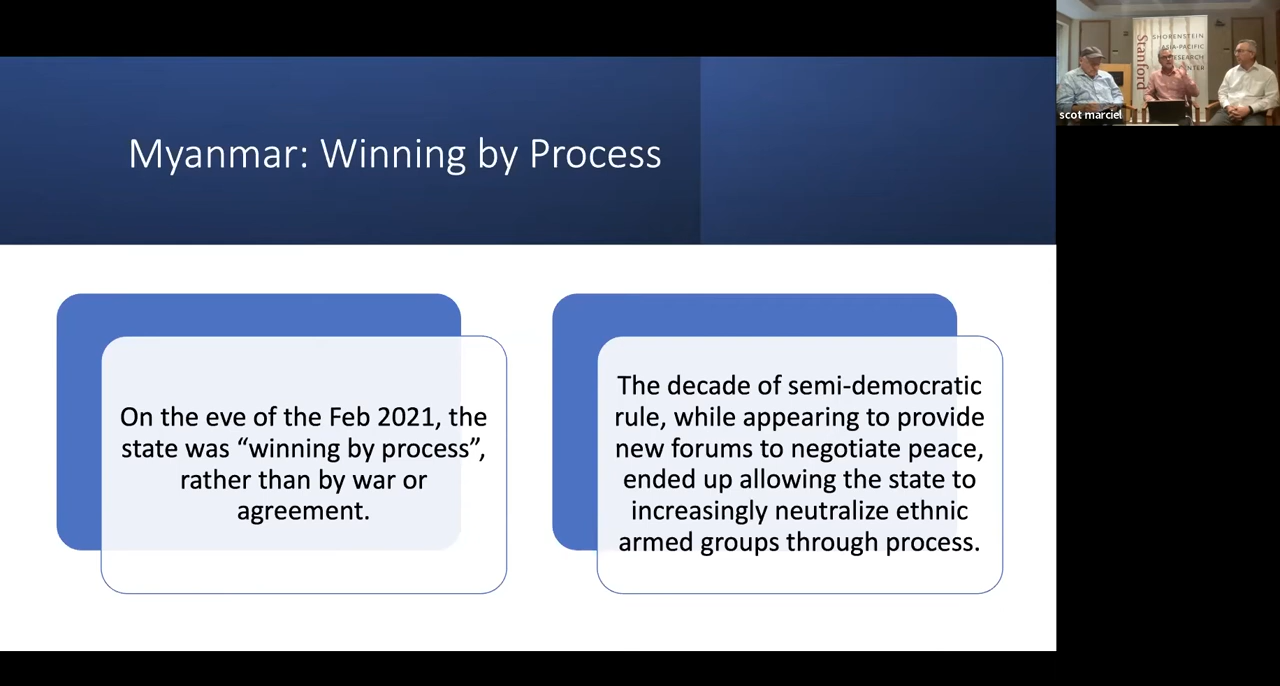 Myanmar: Winning by Process
On the eve of the Feb 2021, the
state was “winning by process”,
rather than by war or
agreement.
The decade of semi-democratic
rule, while appearing to provide
new forums to negotiate peace,
ended up allowing the state to
increasingly neutralize ethnic
armed groups through process.
Stanford
SHORENSTEIN
ASIA-PACIFIC
RESEARCH
CENTER
scot marciel